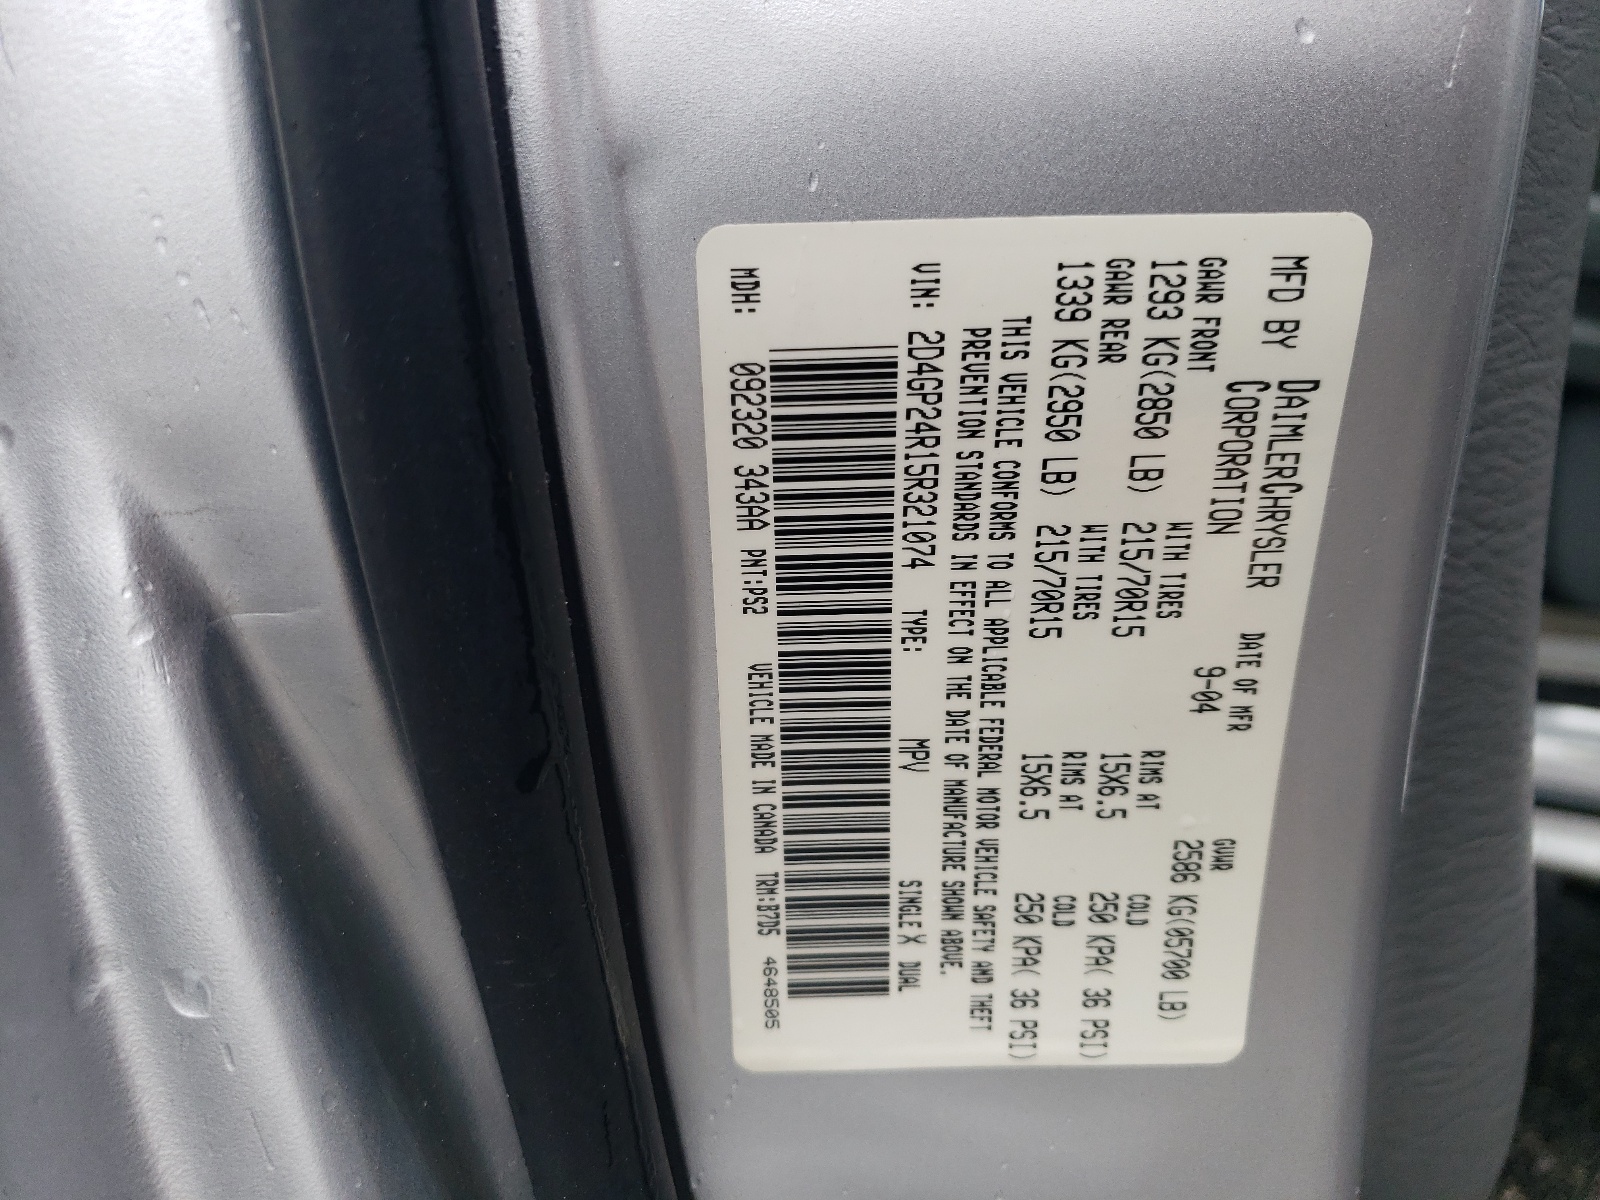 MFD BY DAIMLERCHRYSLER CORPORATION DATE OF MFR 9-04 GVWR 2586 KG(05700 LB)
GAWR FRONT WITH TIRES RIMS AT COLD
1293 KG(2850 LB) 215/70R15 15X6.5 250 KPA( 36 PSI)
GAWR REAR WITH TIRES RIMS AT COLD
1339 KG(2950 LB) 215/70R15 15X6.5 250 KPA( 36 PSI)
THIS VEHICLE CONFORMS TO ALL APPLICABLE FEDERAL MOTOR VEHICLE SAFETY AND THEFT
PREVENTION STANDARDS IN EFFECT ON THE DATE OF MANUFACTURE SHOWN ABOVE.
VIN: 2D4GP24R15R321074 TYPE: MPV SINGLE X DUAL
MDH: 092320 343AA PNT:PS2 VEHICLE MADE IN CANADA TRM:B7D5 4648505